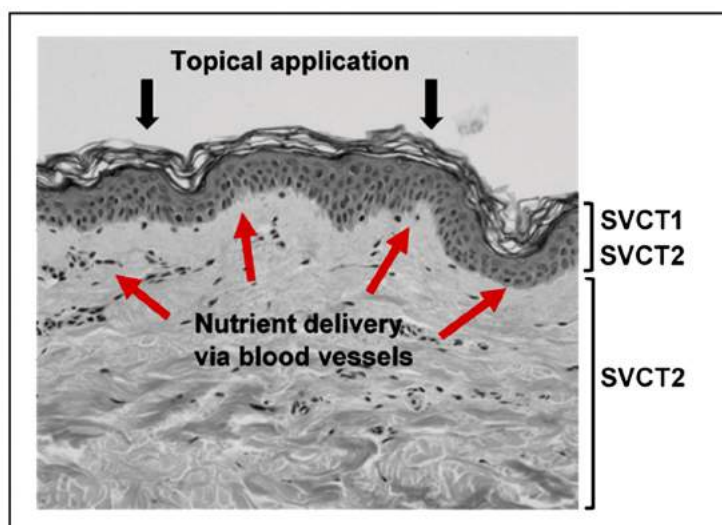 Topical application
SVCT1
SVCT2
Nutrient delivery
via blood vessels
SVCT2